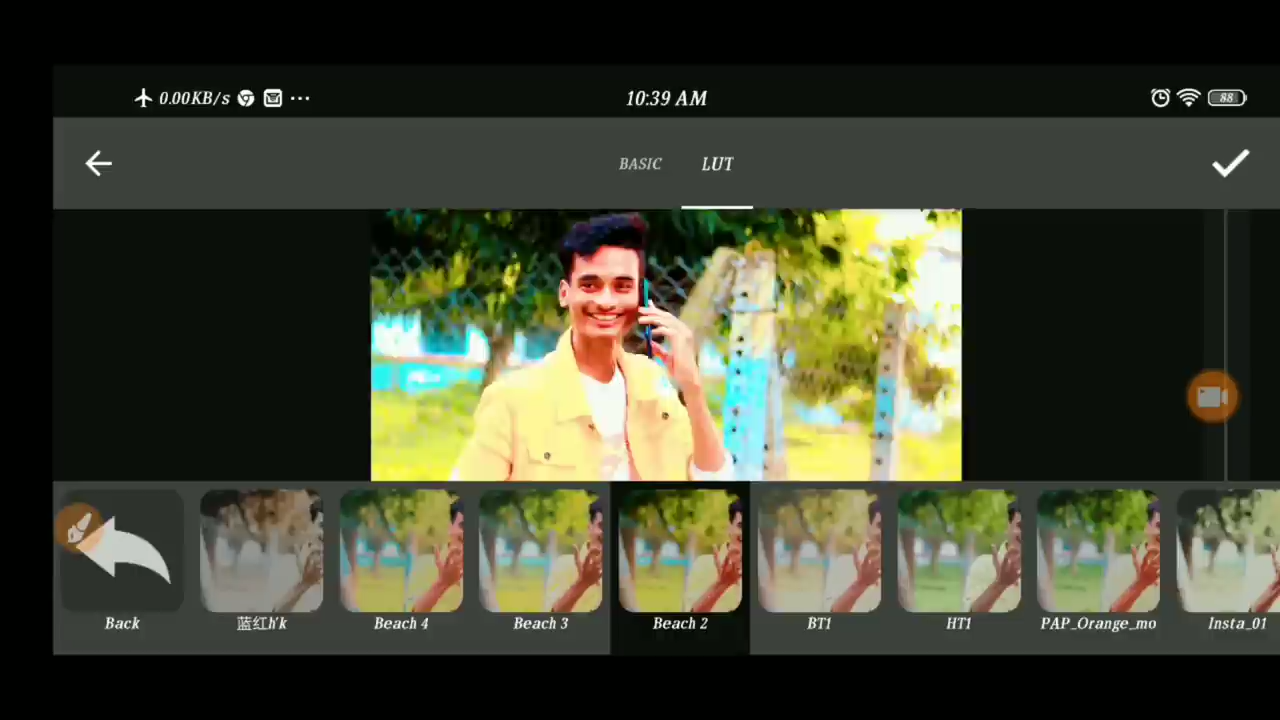 0.00KB/s
10:39 AM
88
BASIC
LUT
Back
蓝红h'k
Beach 4
Beach 3
Beach 2
BT1
HT1
PAP_Orange_mo
Insta_01